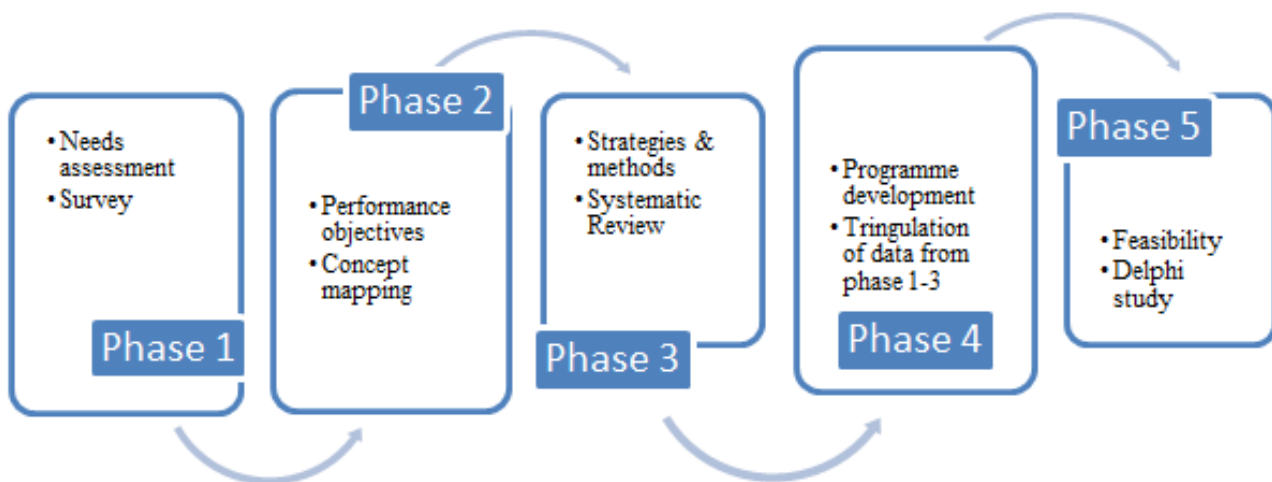 Phase 1
• Needs
assessment
• Survey
Phase 2
• Performance
objectives
• Concept
mapping
• Strategies &
methods
• Systematic
Review
Phase 3
• Programme
development
• Tringulation
of data from
phase 1-3
Phase 4
Phase 5
• Feasibility
• Delphi
study